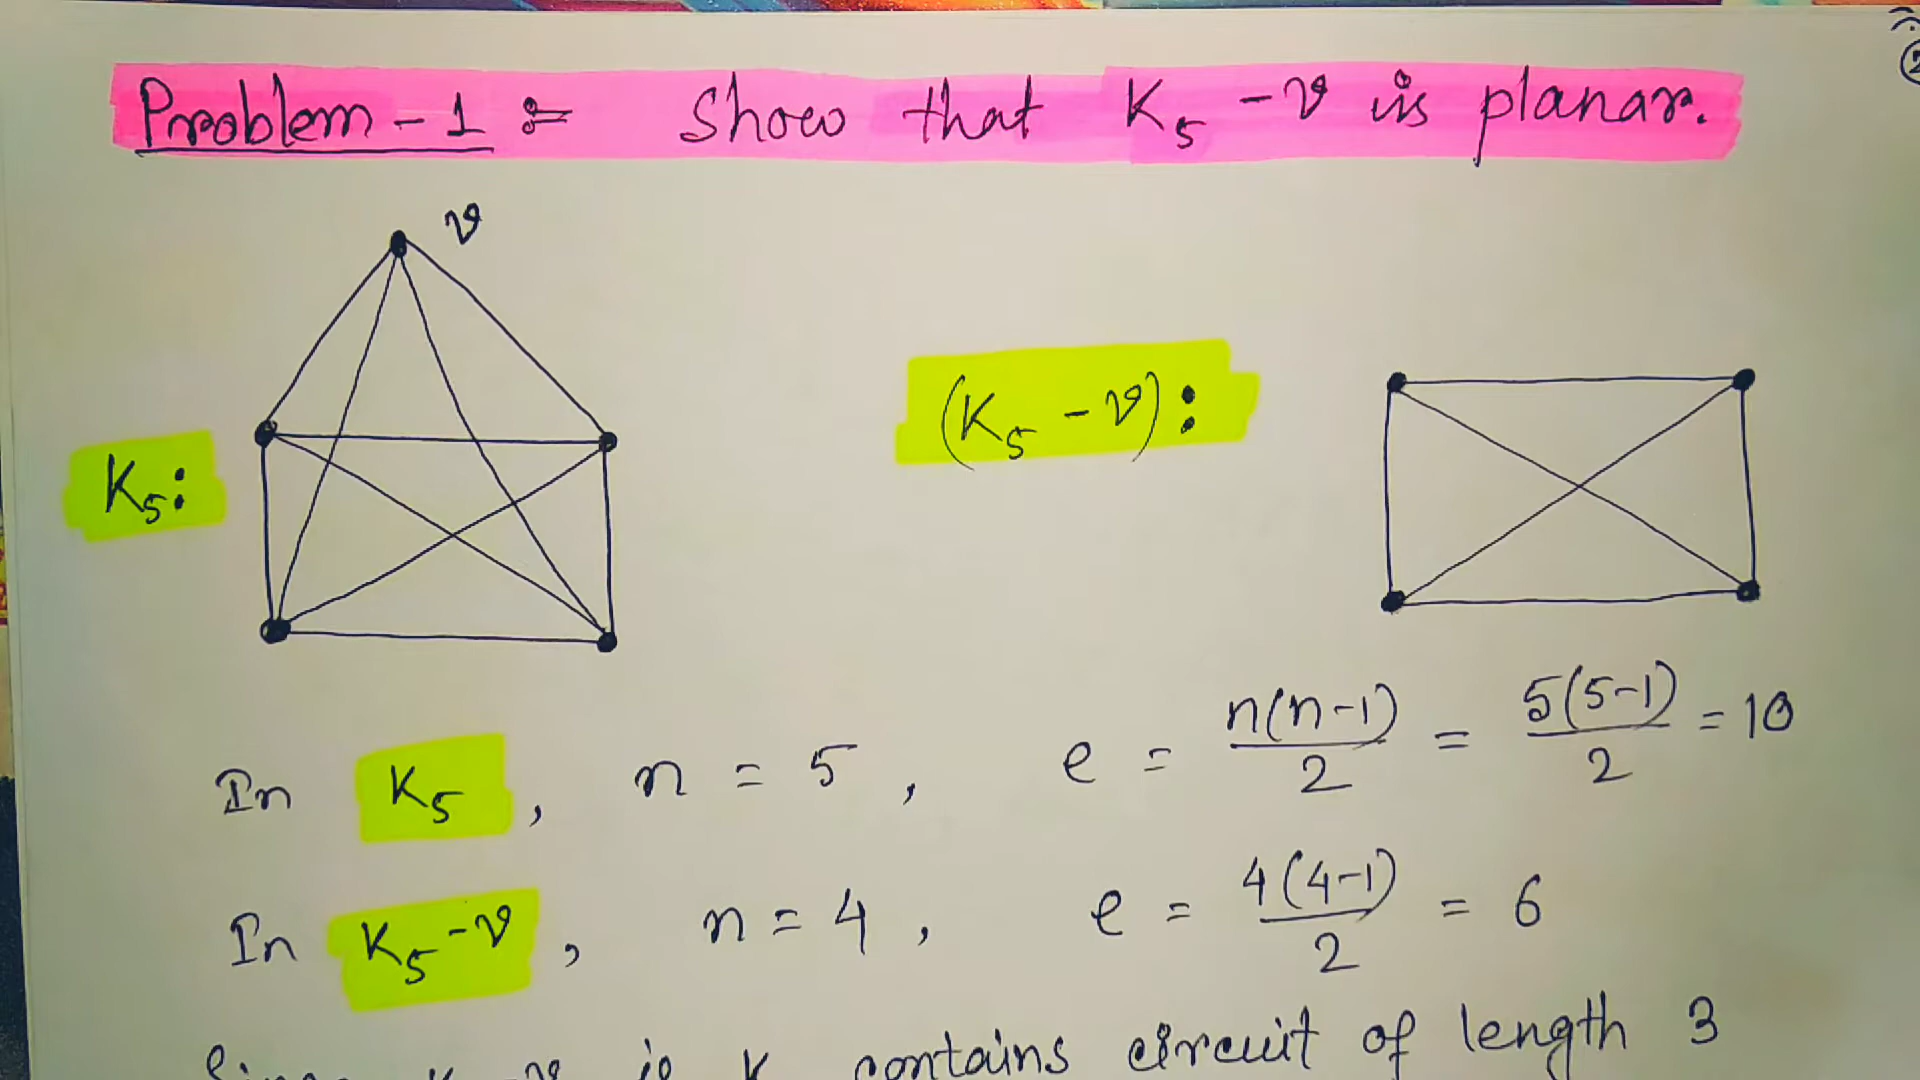 Problem-1 := Show that K₅ - v is planar.
v
K₅:
(K₅ - v):
In K₅, n = 5, e = n(n-1)/2 = 5(5-1)/2 = 10
In K₅-v, n = 4, e = 4(4-1)/2 = 6
contains circuit of length 3